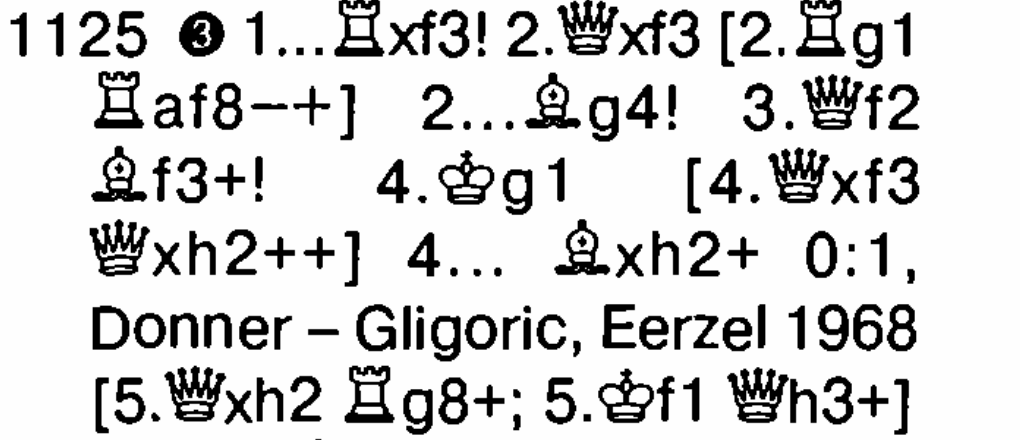 1125 ❸ 1...♖xf3! 2.♕xf3 [2.♖g1
♖af8–+] 2...♗g4! 3.♕f2
♗f3+! 4.♔g1 [4.♕xf3
♕xh2++] 4... ♗xh2+ 0:1,
Donner – Gligoric, Eerzel 1968
[5.♕xh2 ♖g8+; 5.♔f1 ♕h3+]